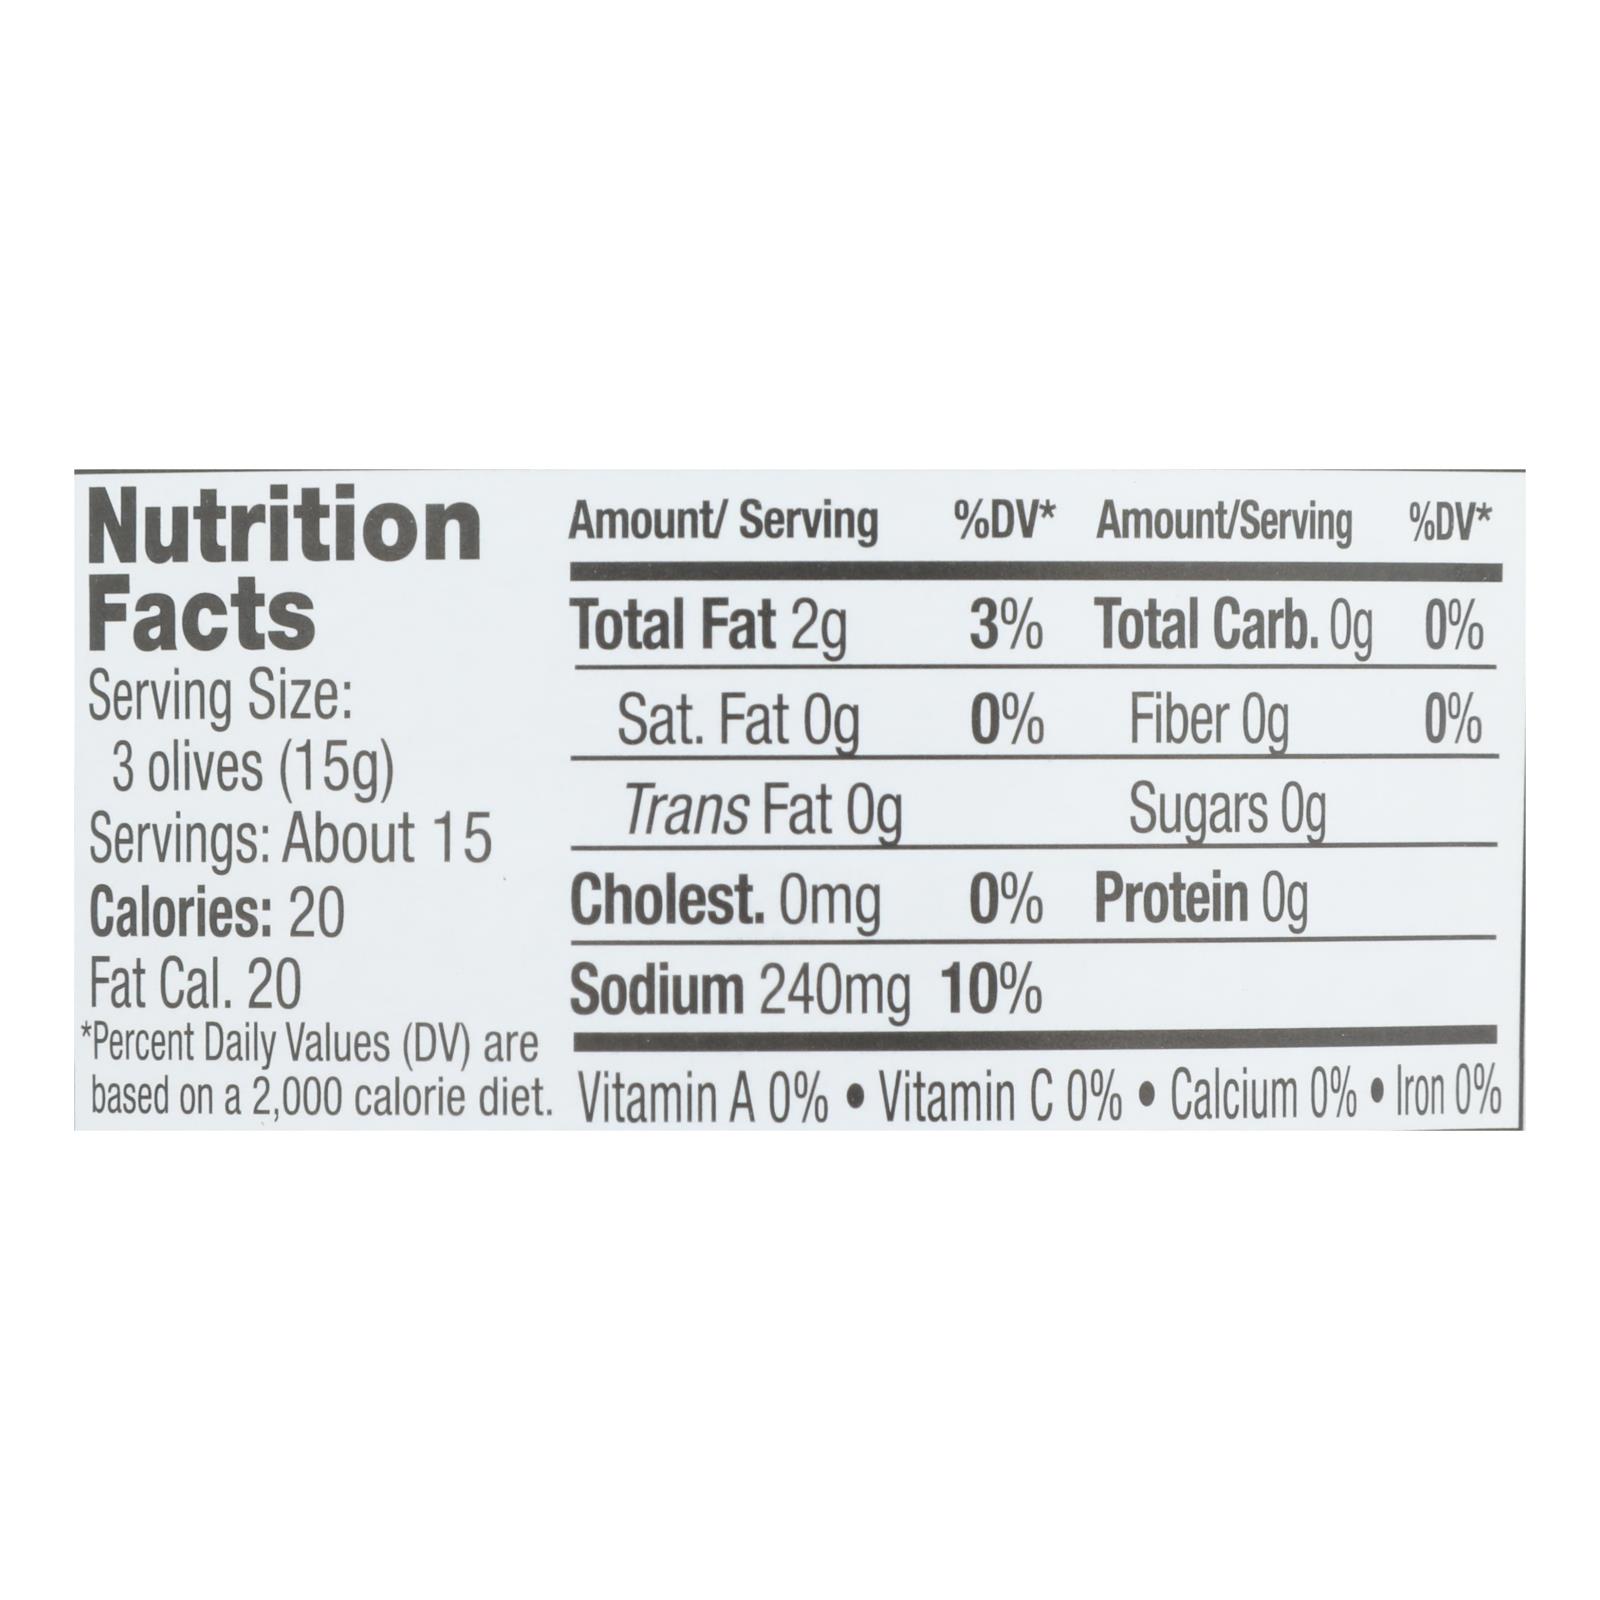 Nutrition
Facts
Serving Size:
3 olives (15g)
Servings: About 15
Calories: 20
Fat Cal. 20
*Percent Daily Values (DV) are
based on a 2,000 calorie diet.
Amount/ Serving %DV* Amount/Serving %DV*
Total Fat 2g 3% Total Carb. 0g 0%
Sat. Fat 0g 0% Fiber 0g 0%
Trans Fat 0g Sugars 0g
Cholest. 0mg 0% Protein 0g
Sodium 240mg 10%
Vitamin A 0% • Vitamin C 0% • Calcium 0% • Iron 0%